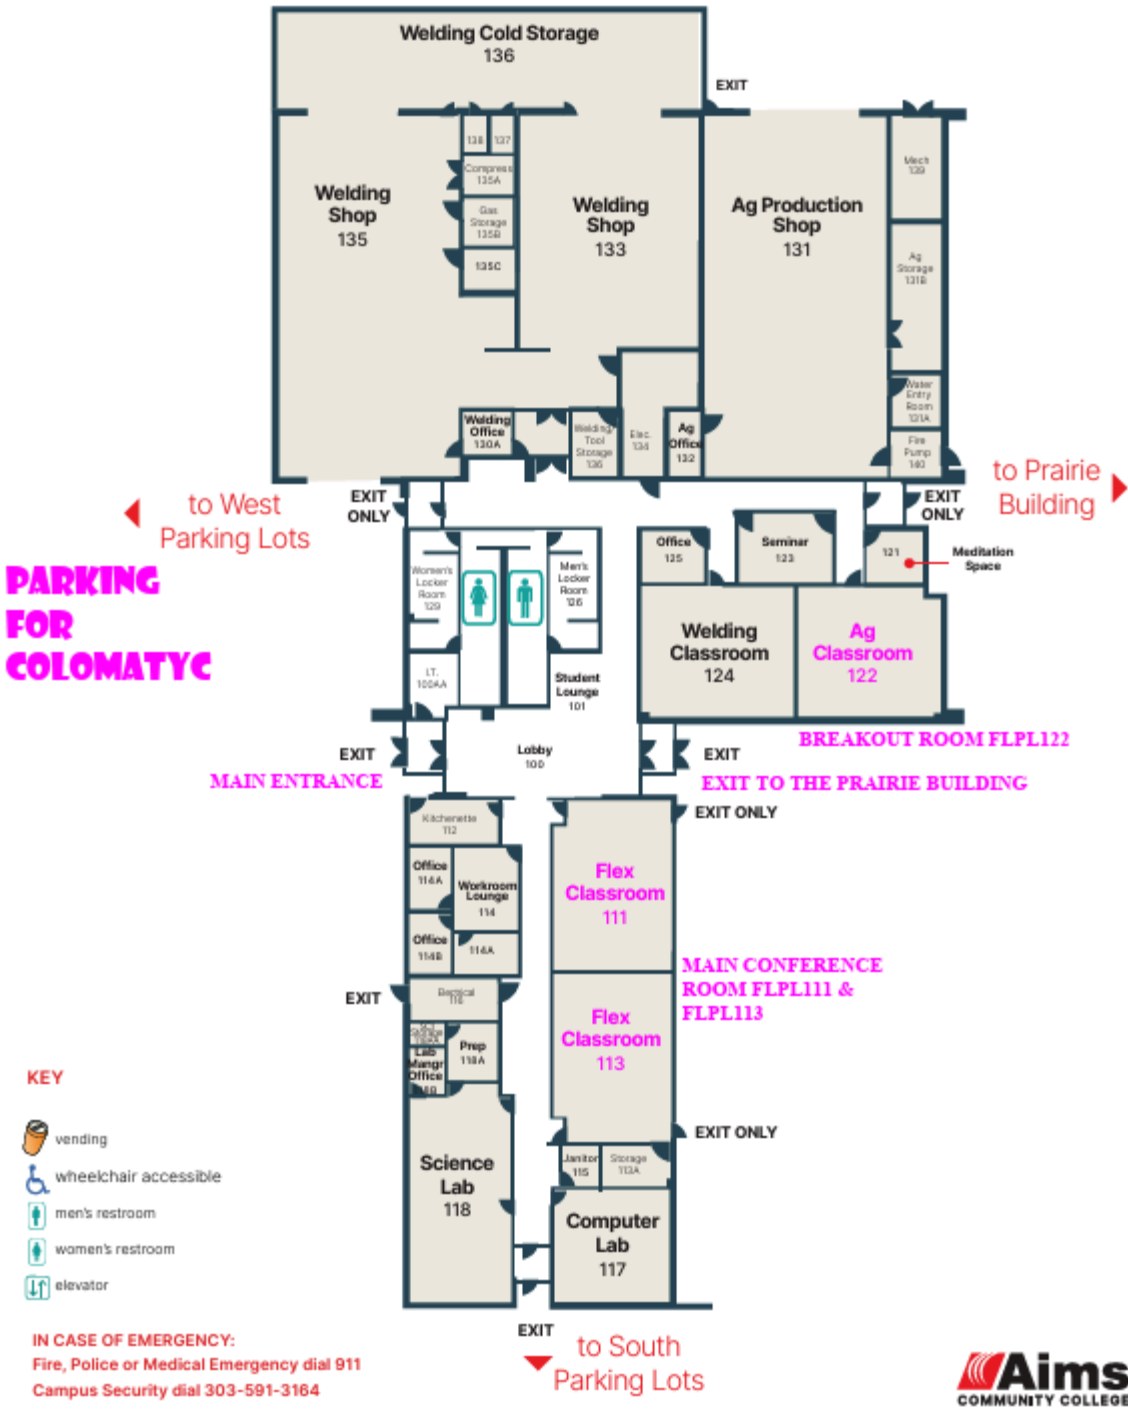 Welding Cold Storage
136
EXIT
138
137
Compress
135A
Gas
Storage
135B
135C
Welding
Shop
135
Welding
Shop
133
Ag Production
Shop
131
Mech
139
Ag
Storage
131B
Water
Entry
Room
131A
Fire
Pump
140
Welding
Office
130A
Welding/
Tool
Storage
136
Elec.
134
Ag
Office
132
to West
Parking Lots
EXIT
ONLY
EXIT
ONLY
to Prairie
Building
PARKING
FOR
COLOMATYC
Women's
Locker
Room
129
Men's
Locker
Room
126
Office
125
Seminar
123
121
Meditation
Space
Welding
Classroom
124
Ag
Classroom
122
I.T.
100AA
Student
Lounge
101
BREAKOUT ROOM FLPL122
EXIT
Lobby
100
EXIT
MAIN ENTRANCE
EXIT TO THE PRAIRIE BUILDING
Kitchenette
112
EXIT ONLY
Office
114A
Workroom
Lounge
114
Office
114B
114A
Flex
Classroom
111
MAIN CONFERENCE
ROOM FLPL111 &
FLPL113
EXIT
Electrical
116
Flex
Classroom
113
Storage
Prep
118A
Lab
Mangr
Office
KEY
vending
wheelchair accessible
men's restroom
women's restroom
elevator
EXIT ONLY
Janitor
115
Storage
113A
Science
Lab
118
Computer
Lab
117
EXIT
to South
Parking Lots
IN CASE OF EMERGENCY:
Fire, Police or Medical Emergency dial 911
Campus Security dial 303-591-3164
Aims
COMMUNITY COLLEGE